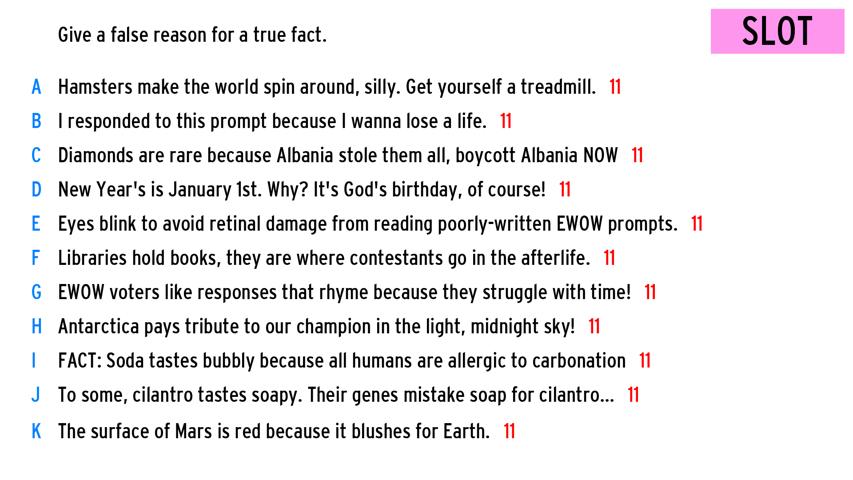 Give a false reason for a true fact.
SLOT
A Hamsters make the world spin around, silly. Get yourself a treadmill. 11
B I responded to this prompt because I wanna lose a life. 11
C Diamonds are rare because Albania stole them all, boycott Albania NOW 11
D New Year's is January 1st. Why? It's God's birthday, of course! 11
E Eyes blink to avoid retinal damage from reading poorly-written EWOW prompts. 11
F Libraries hold books, they are where contestants go in the afterlife. 11
G EWOW voters like responses that rhyme because they struggle with time! 11
H Antarctica pays tribute to our champion in the light, midnight sky! 11
I FACT: Soda tastes bubbly because all humans are allergic to carbonation 11
J To some, cilantro tastes soapy. Their genes mistake soap for cilantro... 11
K The surface of Mars is red because it blushes for Earth. 11